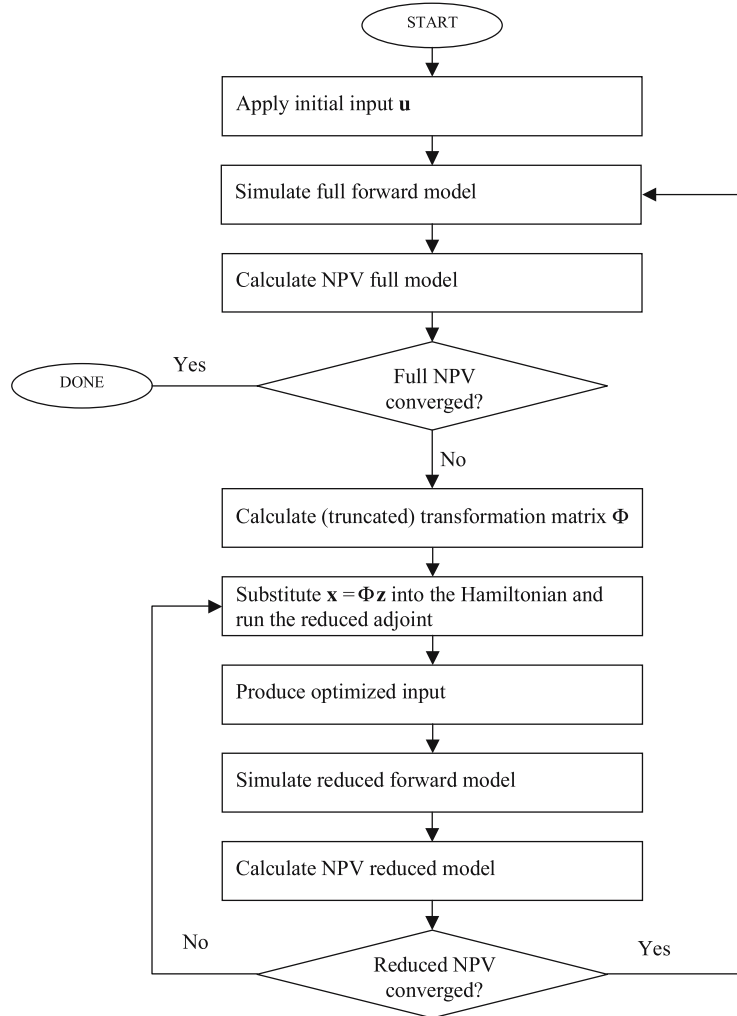 START
Apply initial input u
Simulate full forward model
Calculate NPV full model
Yes
DONE
Full NPV
converged?
No
Calculate (truncated) transformation matrix Φ
Substitute x = Φz into the Hamiltonian and
run the reduced adjoint
Produce optimized input
Simulate reduced forward model
Calculate NPV reduced model
No
Yes
Reduced NPV
converged?